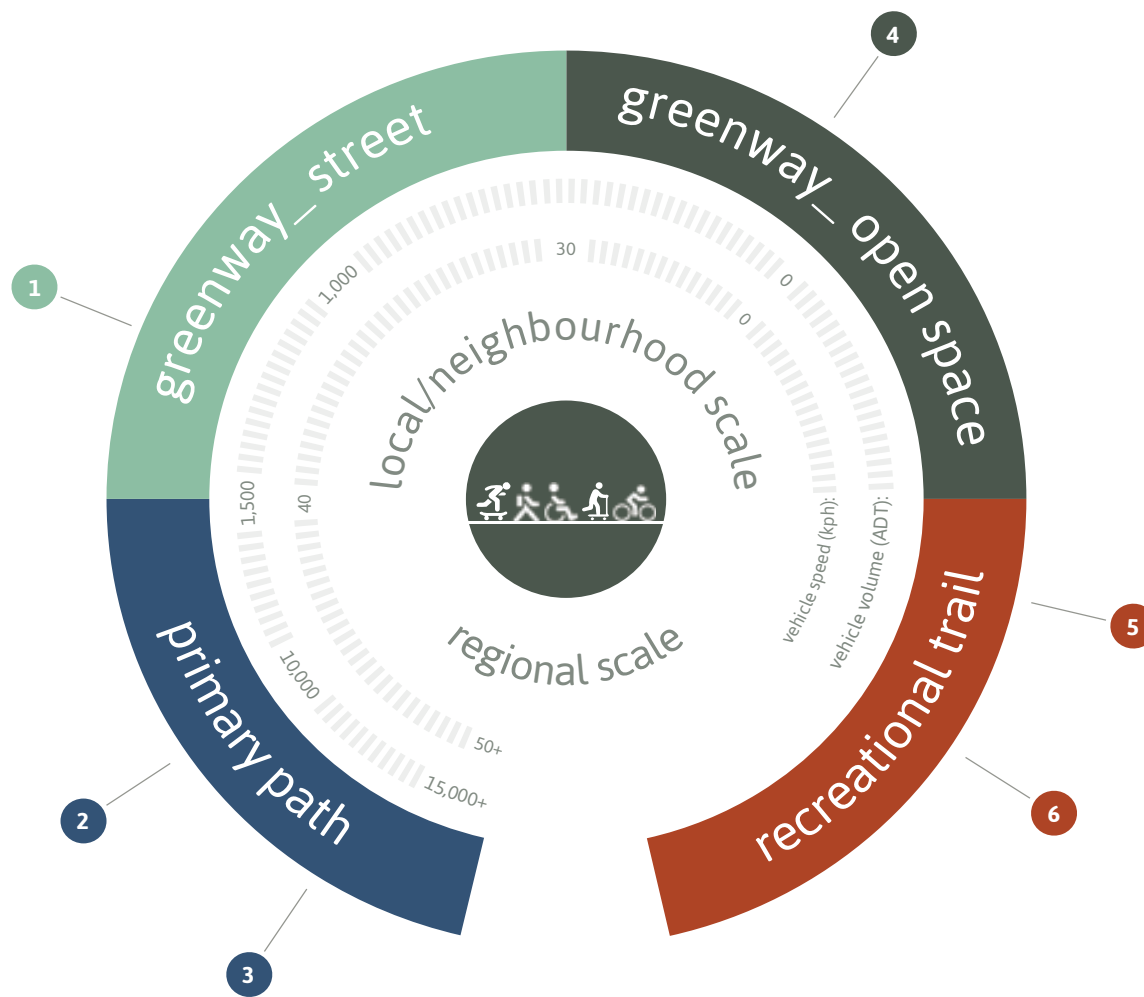 4
greenway_ street
greenway_ open space
1
1,000
0
30
0
local/neighbourhood scale
1,500
40
vehicle speed (kph):
vehicle volume (ADT):
5
primary path
regional scale
recreational trail
10,000
50+
15,000+
2
6
3